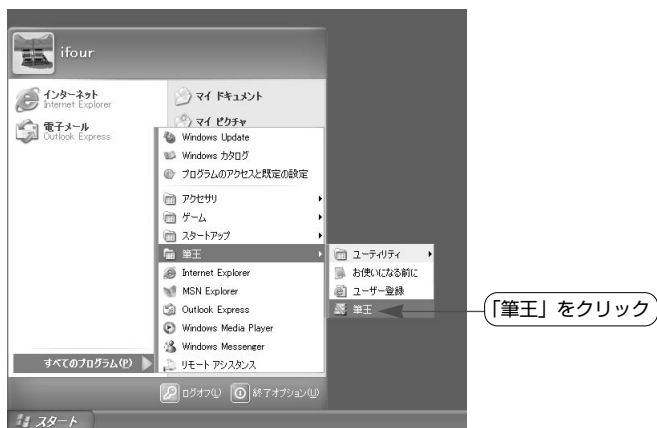 ifour
インターネット
Internet Explorer
電子メール
Outlook Express
マイ ドキュメント
マイ ピクチャ
Windows Update
Windows カタログ
プログラムのアクセスと既定の設定
アクセサリ
ゲーム
スタートアップ
筆王
Internet Explorer
MSN Explorer
Outlook Express
Windows Media Player
Windows Messenger
リモート アシスタンス
ユーティリティ
お使いになる前に
ユーザー登録
筆王
「筆王」をクリック
すべてのプログラム(P)
ログオフ(L)
終了オプション(U)
スタート